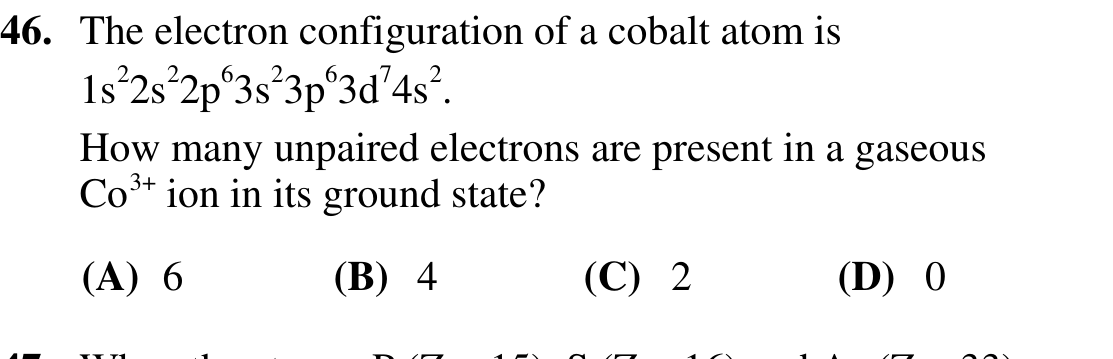 46. The electron configuration of a cobalt atom is
1s²2s²2p⁶3s²3p⁶3d⁷4s².
How many unpaired electrons are present in a gaseous
Co³⁺ ion in its ground state?
(A) 6 (B) 4 (C) 2 (D) 0